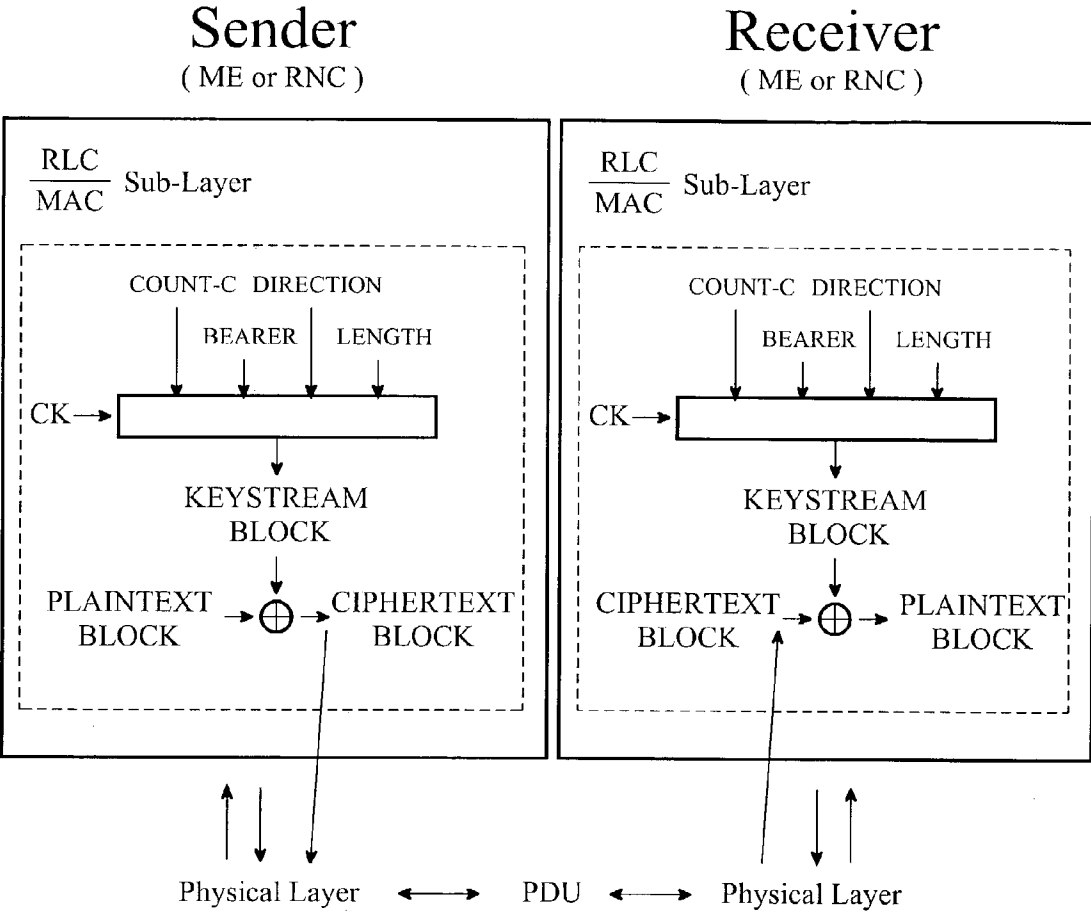 Sender
( ME or RNC )
RLC
MAC
Sub-Layer
COUNT-C DIRECTION
BEARER LENGTH
CK
KEYSTREAM
BLOCK
PLAINTEXT
BLOCK
CIPHERTEXT
BLOCK
Receiver
( ME or RNC )
RLC
MAC
Sub-Layer
COUNT-C DIRECTION
BEARER LENGTH
CK
KEYSTREAM
BLOCK
CIPHERTEXT
BLOCK
PLAINTEXT
BLOCK
Physical Layer PDU Physical Layer